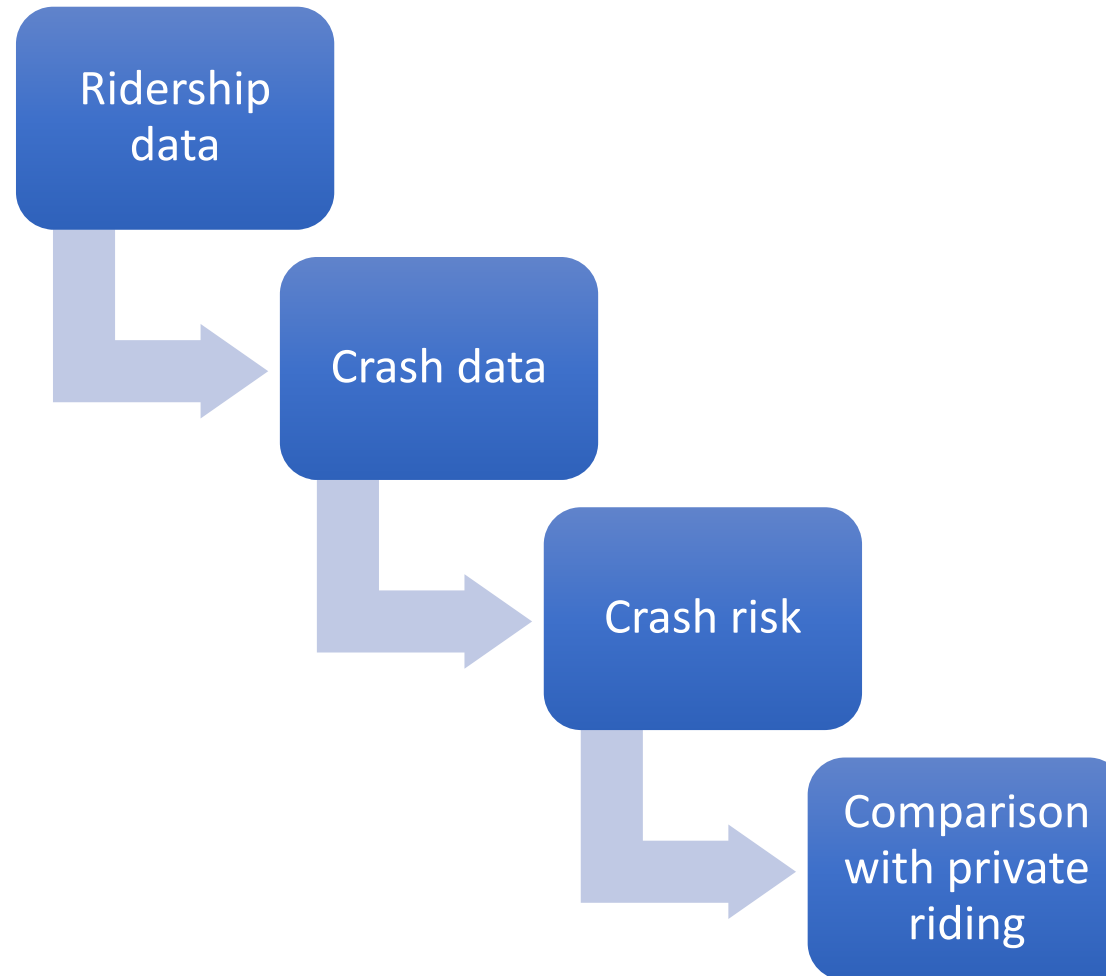 Ridership
data
Crash data
Crash risk
Comparison
with private
riding